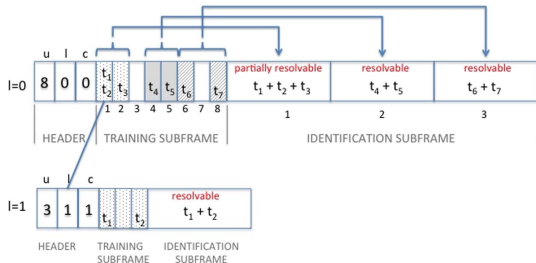 u l c
l=0
8 0 0
t1 t3 t4 t5 t6 t7
t2
partially resolvable resolvable resolvable
t1 + t2 + t3 t4 + t5 t6 + t7
1 2 3 4 5 6 7 8 1 2 3
HEADER TRAINING SUBFRAME IDENTIFICATION SUBFRAME
u l c
l=1
3 1 1
t1 t2
resolvable
t1 + t2
HEADER TRAINING IDENTIFICATION
SUBFRAME SUBFRAME